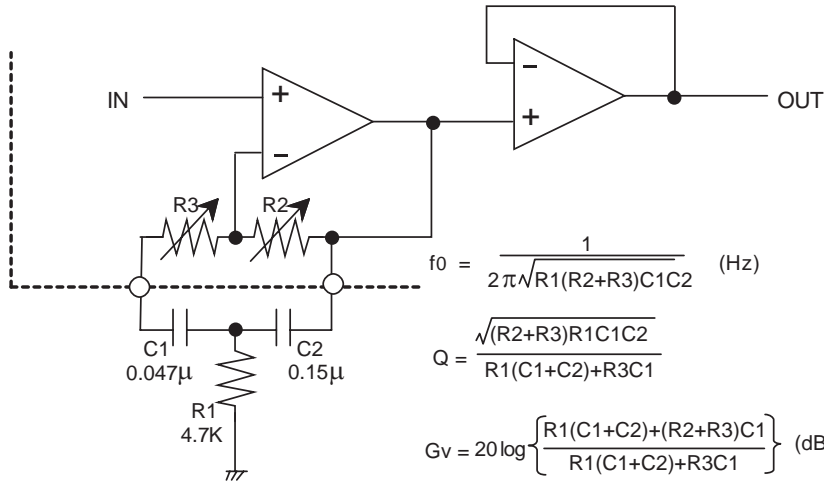 IN
+
−
−
+
OUT
R3
R2
C1
0.047μ
C2
0.15μ
R1
4.7K
f0 = 1 / 2π√R1(R2+R3)C1C2 (Hz)
Q = √(R2+R3)R1C1C2 / R1(C1+C2)+R3C1
Gv = 20log{R1(C1+C2)+(R2+R3)C1 / R1(C1+C2)+R3C1} (dB